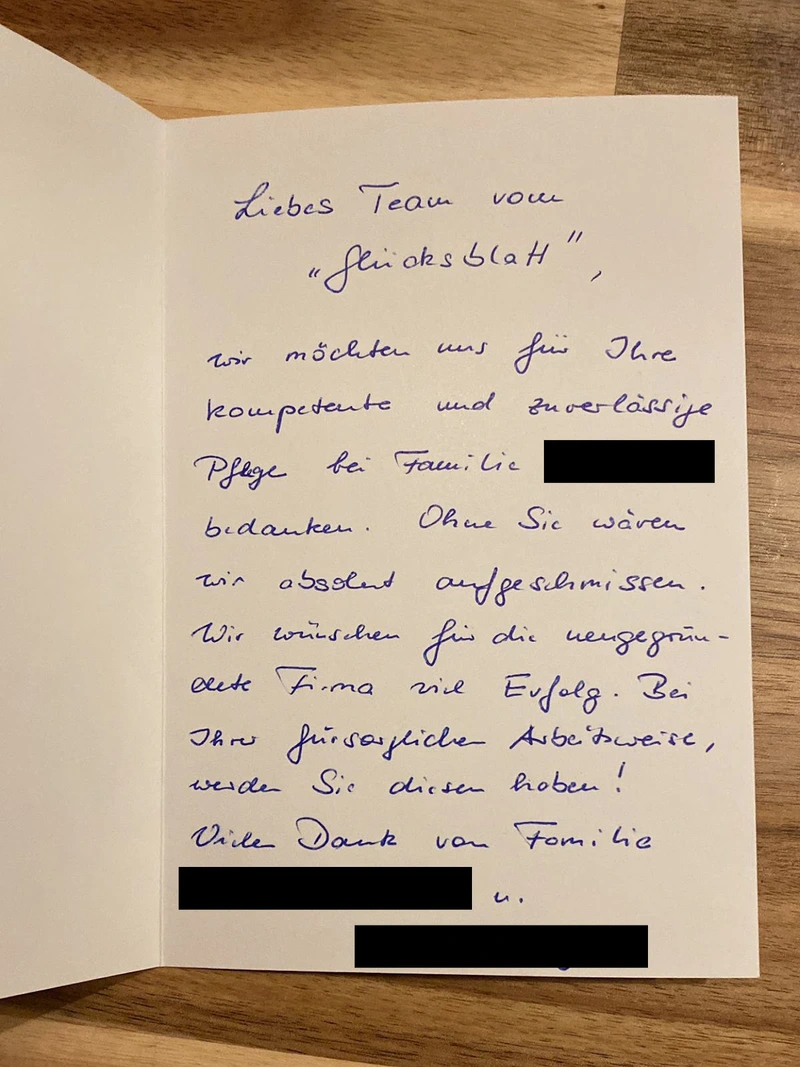 Liebes Team vom
„Glücksblatt",
wir möchten uns für Ihre
kompetente und zuverlässige
Pflege bei Familie
bedanken. Ohne Sie wären
wir absolut aufgeschmissen.
Wir wünschen für die neugegrün-
dete Firma viel Erfolg. Bei
Ihrer fürsorglichen Arbeitsweise,
werden Sie diesen haben!
Vielen Dank von Familie
u.